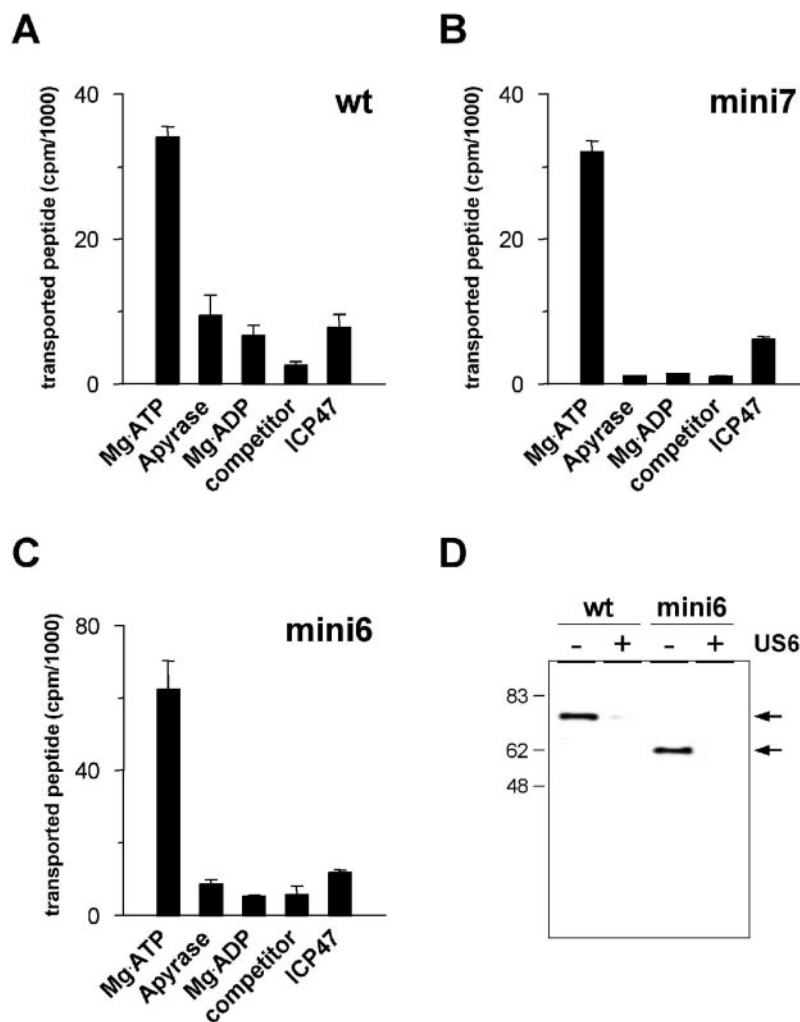 A
wt
transported peptide (cpm/1000)
40
20
0
Mg·ATP
Apyrase
Mg·ADP
competitor
ICP47
B
mini7
transported peptide (cpm/1000)
40
20
0
Mg·ATP
Apyrase
Mg·ADP
competitor
ICP47
C
mini6
transported peptide (cpm/1000)
80
40
0
Mg·ATP
Apyrase
Mg·ADP
competitor
ICP47
D
wt mini6
- + - + US6
83
62
48